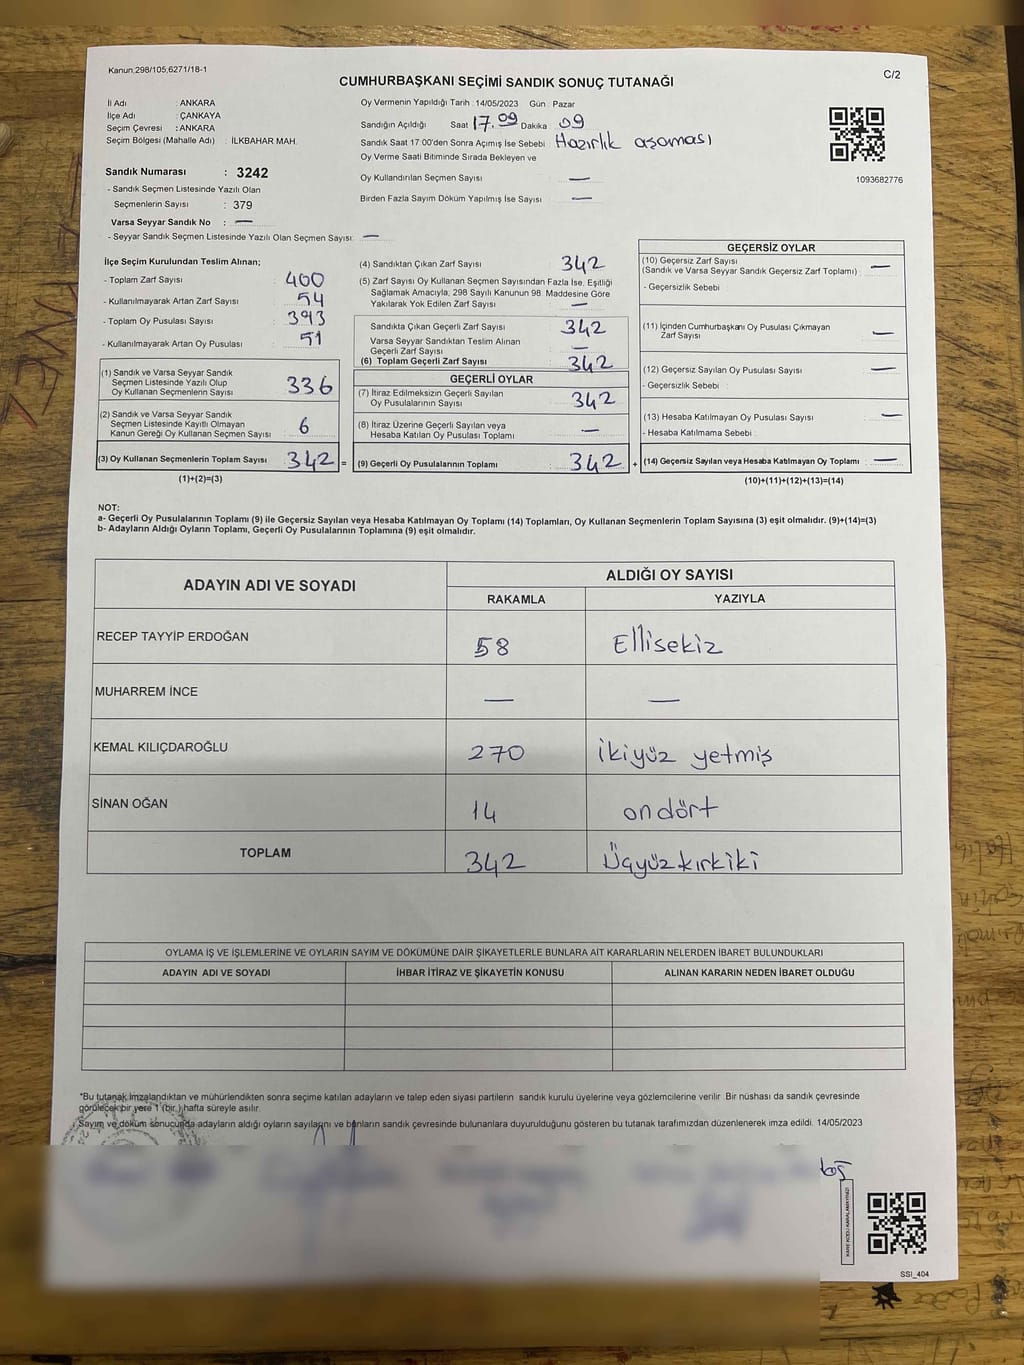 Kanun,298/105,6271/18-1
C/2
CUMHURBAŞKANI SEÇİMİ SANDIK SONUÇ TUTANAĞI
İl Adı : ANKARA
İlçe Adı : ÇANKAYA
Seçim Çevresi : ANKARA
Seçim Bölgesi (Mahalle Adı) : İLKBAHAR MAH.
Sandık Numarası : 3242
- Sandık Seçmen Listesinde Yazılı Olan
Seçmenlerin Sayısı : 379
Varsa Seyyar Sandık No : —
- Seyyar Sandık Seçmen Listesinde Yazılı Olan Seçmen Sayısı: —
Oy Vermenin Yapıldığı Tarih : 14/05/2023 Gün : Pazar
Sandığın Açıldığı Saat 17.09 Dakika 09
Sandık Saat 17:00'den Sonra Açımış İse Sebebi : Hazırlık aşaması
Oy Verme Saati Bitiminde Sırada Bekleyen ve
Oy Kullandırılan Seçmen Sayısı —
Birden Fazla Sayım Döküm Yapılmış İse Sayısı —
1093682776
İlçe Seçim Kurulundan Teslim Alınan;
- Toplam Zarf Sayısı : 400
- Kullanılmayarak Artan Zarf Sayısı : 54
- Toplam Oy Pusulası Sayısı : 393
- Kullanılmayarak Artan Oy Pusulası : 51
(1) Sandık ve Varsa Seyyar Sandık
Seçmen Listesinde Yazılı Olup
Oy Kullanan Seçmenlerin Sayısı : 336
(2) Sandık ve Varsa Seyyar Sandık
Seçmen Listesinde Kayıtlı Olmayan
Kanun Gereği Oy Kullanan Seçmen Sayısı : 6
(3) Oy Kullanan Seçmenlerin Toplam Sayısı : 342 =
(1)+(2)=(3)
(4) Sandıktan Çıkan Zarf Sayısı : 342
(5) Zarf Sayısı Oy Kullanan Seçmen Sayısından Fazla İse, Eşitliği
Sağlamak Amacıyla, 298 Sayılı Kanunun 98. Maddesine Göre
Yakılarak Yok Edilen Zarf Sayısı : —
Sandıkta Çıkan Geçerli Zarf Sayısı : 342
Varsa Seyyar Sandıktan Teslim Alınan
Geçerli Zarf Sayısı : —
(6) Toplam Geçerli Zarf Sayısı : 342
GEÇERLİ OYLAR
(7) İtiraz Edilmeksizin Geçerli Sayılan
Oy Pusulalarının Sayısı : 342
(8) İtiraz Üzerine Geçerli Sayılan veya
Hesaba Katılan Oy Pusulası Toplamı : —
(9) Geçerli Oy Pusulalarının Toplamı : 342 +
GEÇERSİZ OYLAR
(10) Geçersiz Zarf Sayısı
(Sandık ve Varsa Seyyar Sandık Geçersiz Zarf Toplamı) : —
- Geçersizlik Sebebi :
(11) İçinden Cumhurbaşkanı Oy Pusulası Çıkmayan
Zarf Sayısı : —
(12) Geçersiz Sayılan Oy Pusulası Sayısı : —
- Geçersizlik Sebebi :
(13) Hesaba Katılmayan Oy Pusulası Sayısı : —
- Hesaba Katılmama Sebebi :
(14) Geçersiz Sayılan veya Hesaba Katılmayan Oy Toplamı : —
(10)+(11)+(12)+(13)=(14)
NOT:
a- Geçerli Oy Pusulalarının Toplamı (9) ile Geçersiz Sayılan veya Hesaba Katılmayan Oy Toplamı (14) Toplamları, Oy Kullanan Seçmenlerin Toplam Sayısına (3) eşit olmalıdır. (9)+(14)=(3)
b- Adayların Aldığı Oyların Toplamı, Geçerli Oy Pusulalarının Toplamına (9) eşit olmalıdır.
ADAYIN ADI VE SOYADI
ALDIĞI OY SAYISI
RAKAMLA YAZIYLA
RECEP TAYYİP ERDOĞAN 58 Ellisekiz
MUHARREM İNCE — —
KEMAL KILIÇDAROĞLU 270 ikiyüz yetmiş
SİNAN OĞAN 14 ondört
TOPLAM 342 Üçyüzkırkiki
OYLAMA İŞ VE İŞLEMLERİNE VE OYLARIN SAYIM VE DÖKÜMÜNE DAİR ŞİKAYETLERLE BUNLARA AİT KARARLARIN NELERDEN İBARET BULUNDUKLARI
ADAYIN ADI VE SOYADI İHBAR İTİRAZ VE ŞİKAYETİN KONUSU ALINAN KARARIN NEDEN İBARET OLDUĞU
*Bu tutanak,imzalandıktan ve mühürlendikten sonra seçime katılan adayların ve talep eden siyasi partilerin sandık kurulu üyelerine veya gözlemcilerine verilir. Bir nüshası da sandık çevresinde
görülecek bir yere 1 (bir ) hafta süreyle asılır.
Sayım ve döküm sonucunda adayların aldığı oyların sayılarını ve bunların sandık çevresinde bulunanlara duyurulduğunu gösteren bu tutanak tarafımızdan düzenlenerek imza edildi. 14/05/2023
SSI_404